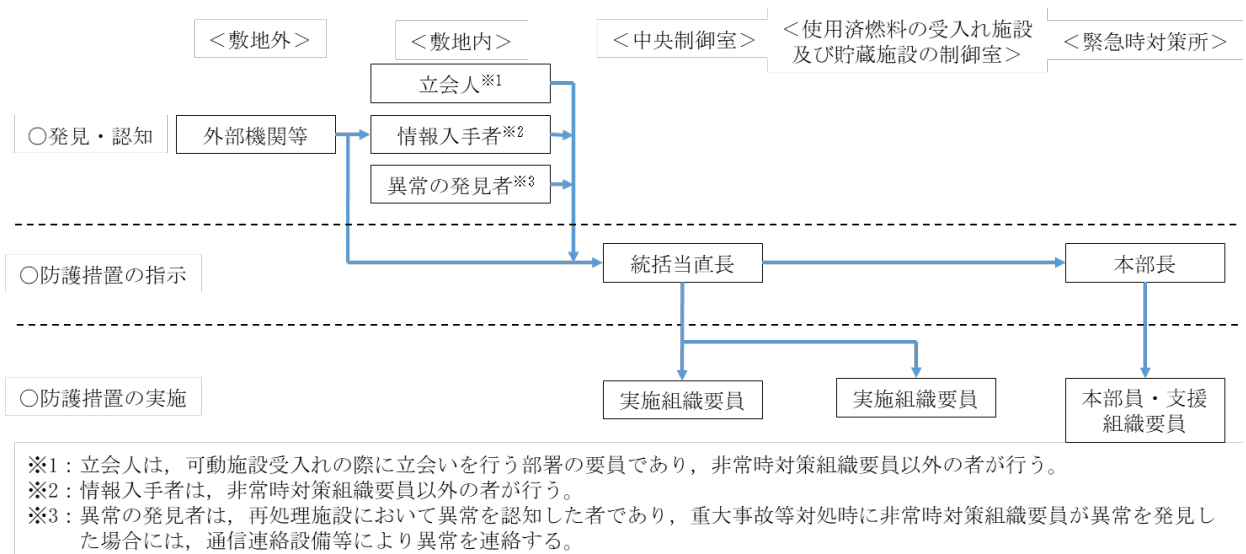 ＜敷地外＞
＜敷地内＞
＜中央制御室＞
＜使用済燃料の受入れ施設
及び貯蔵施設の制御室＞
＜緊急時対策所＞
立会人※1
○発見・認知
外部機関等
情報入手者※2
異常の発見者※3
○防護措置の指示
統括当直長
本部長
○防護措置の実施
実施組織要員
実施組織要員
本部員・支援
組織要員
※1：立会人は，可動施設受入れの際に立会いを行う部署の要員であり，非常時対策組織要員以外の者が行う。
※2：情報入手者は，非常時対策組織要員以外の者が行う。
※3：異常の発見者は，再処理施設において異常を認知した者であり，重大事故等対処時に非常時対策組織要員が異常を発見し
た場合には，通信連絡設備等により異常を連絡する。